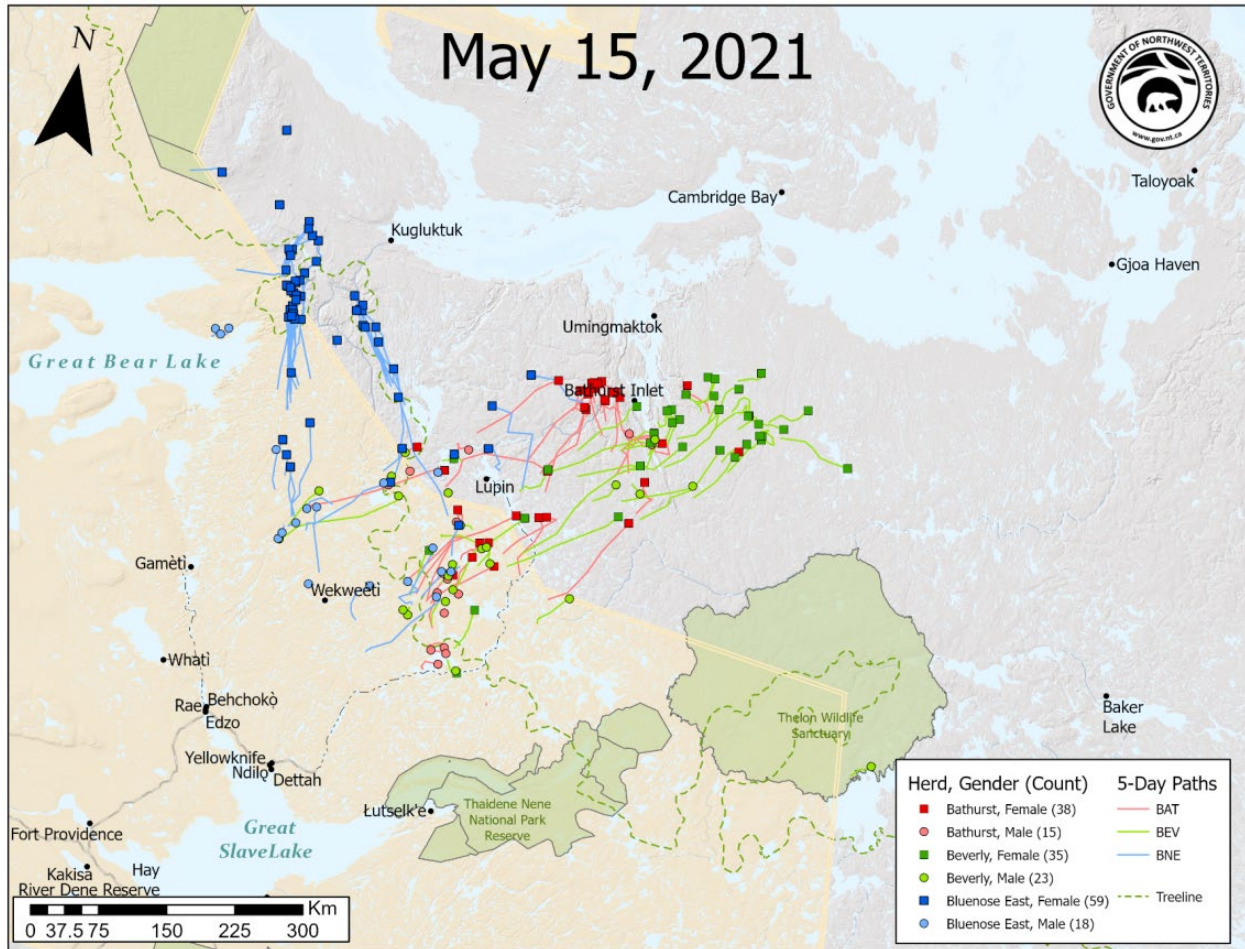 May 15, 2021
N
GOVERNMENT OF NORTHWEST TERRITORIES
www.gov.nt.ca
Taloyoak
Cambridge Bay
Kugluktuk
Gjoa Haven
Umingmaktok
Great Bear Lake
Bathurst Inlet
Lupin
Gamètì
Wekweètì
Whatì
Rae
Behchokǫ̀
Edzo
Baker
Lake
Thelon Wildlife
Sanctuary
Yellowknife
Ndilǫ
Dettah
Łutselk'e
Thaidene Nene
National Park
Reserve
Fort Providence
Great
Slave Lake
Kakisa
Hay
River Dene Reserve
Km
0 37.5 75 150 225 300
Herd, Gender (Count)
Bathurst, Female (38)
Bathurst, Male (15)
Beverly, Female (35)
Beverly, Male (23)
Bluenose East, Female (59)
Bluenose East, Male (18)
5-Day Paths
BAT
BEV
BNE
Treeline